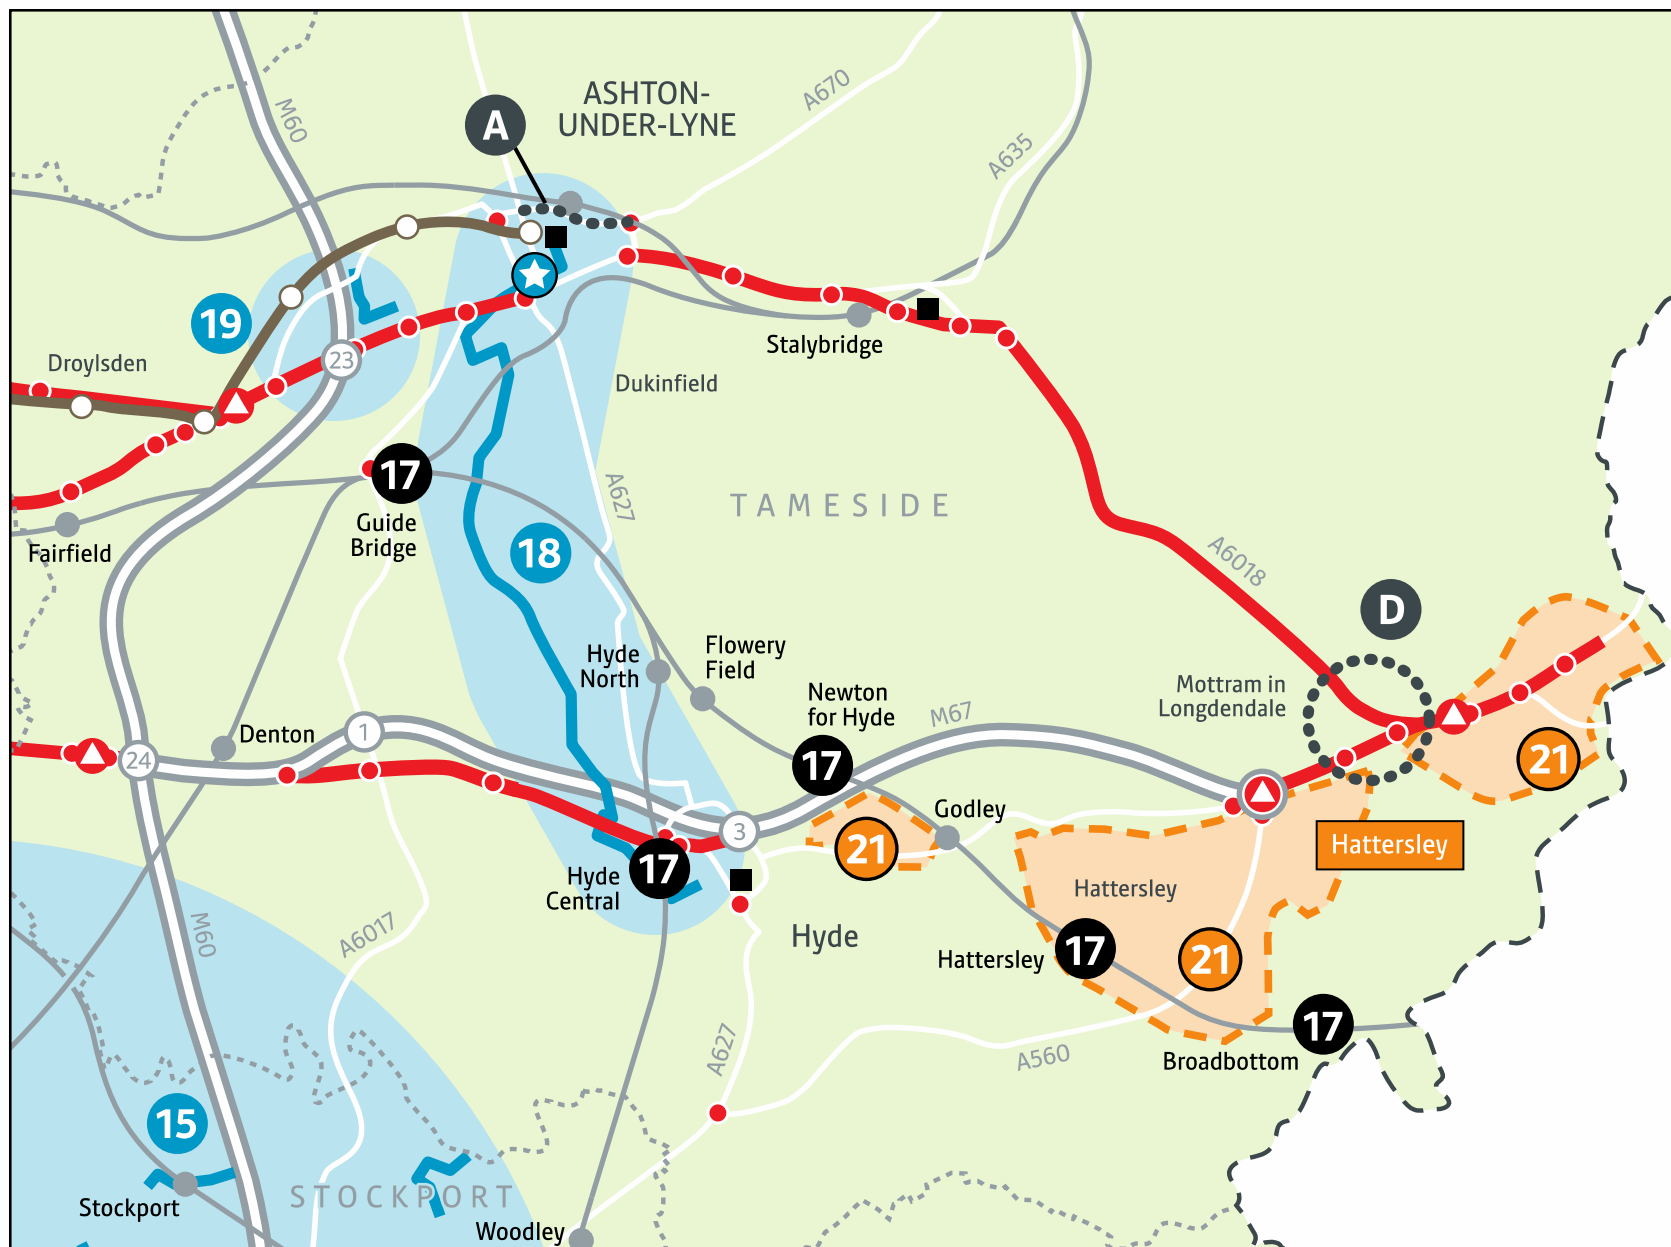 ASHTON-
UNDER-LYNE
A
A670
M60
A635
19
23
Droylsden
Stalybridge
Dukinfield
17
Guide
Bridge
A627
TAMESIDE
Fairfield
18
A6018
D
Hyde
North
Flowery
Field
Newton
for Hyde
Mottram in
Longdendale
M67
Denton
1
24
17
21
3
Godley
21
Hattersley
17
Hyde
Central
Hattersley
M60
A6017
Hyde
Hattersley
17
21
17
A627
A560
Broadbottom
15
STOCKPORT
Stockport
Woodley